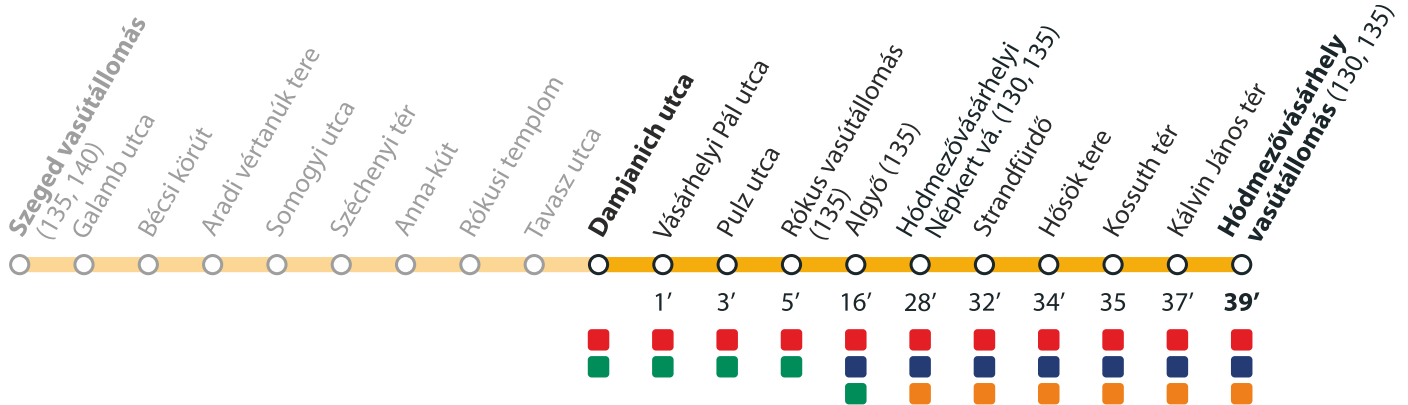 Szeged vasútállomás
(135, 140)
Galamb utca
Bécsi körút
Aradi vértanúk tere
Somogyi utca
Széchenyi tér
Anna-kút
Rókusi templom
Tavasz utca
Damjanich utca
Vásárhelyi Pál utca
Pulz utca
Rókus vasútállomás
(135)
Algyő (135)
Hódmezővásárhelyi
Népkert vá. (130, 135)
Strandfürdő
Hősök tere
Kossuth tér
Kálvin János tér
Hódmezővásárhely
vasútállomás (130, 135)
1’
3’
5’
16’
28’
32’
34’
35
37’
39’